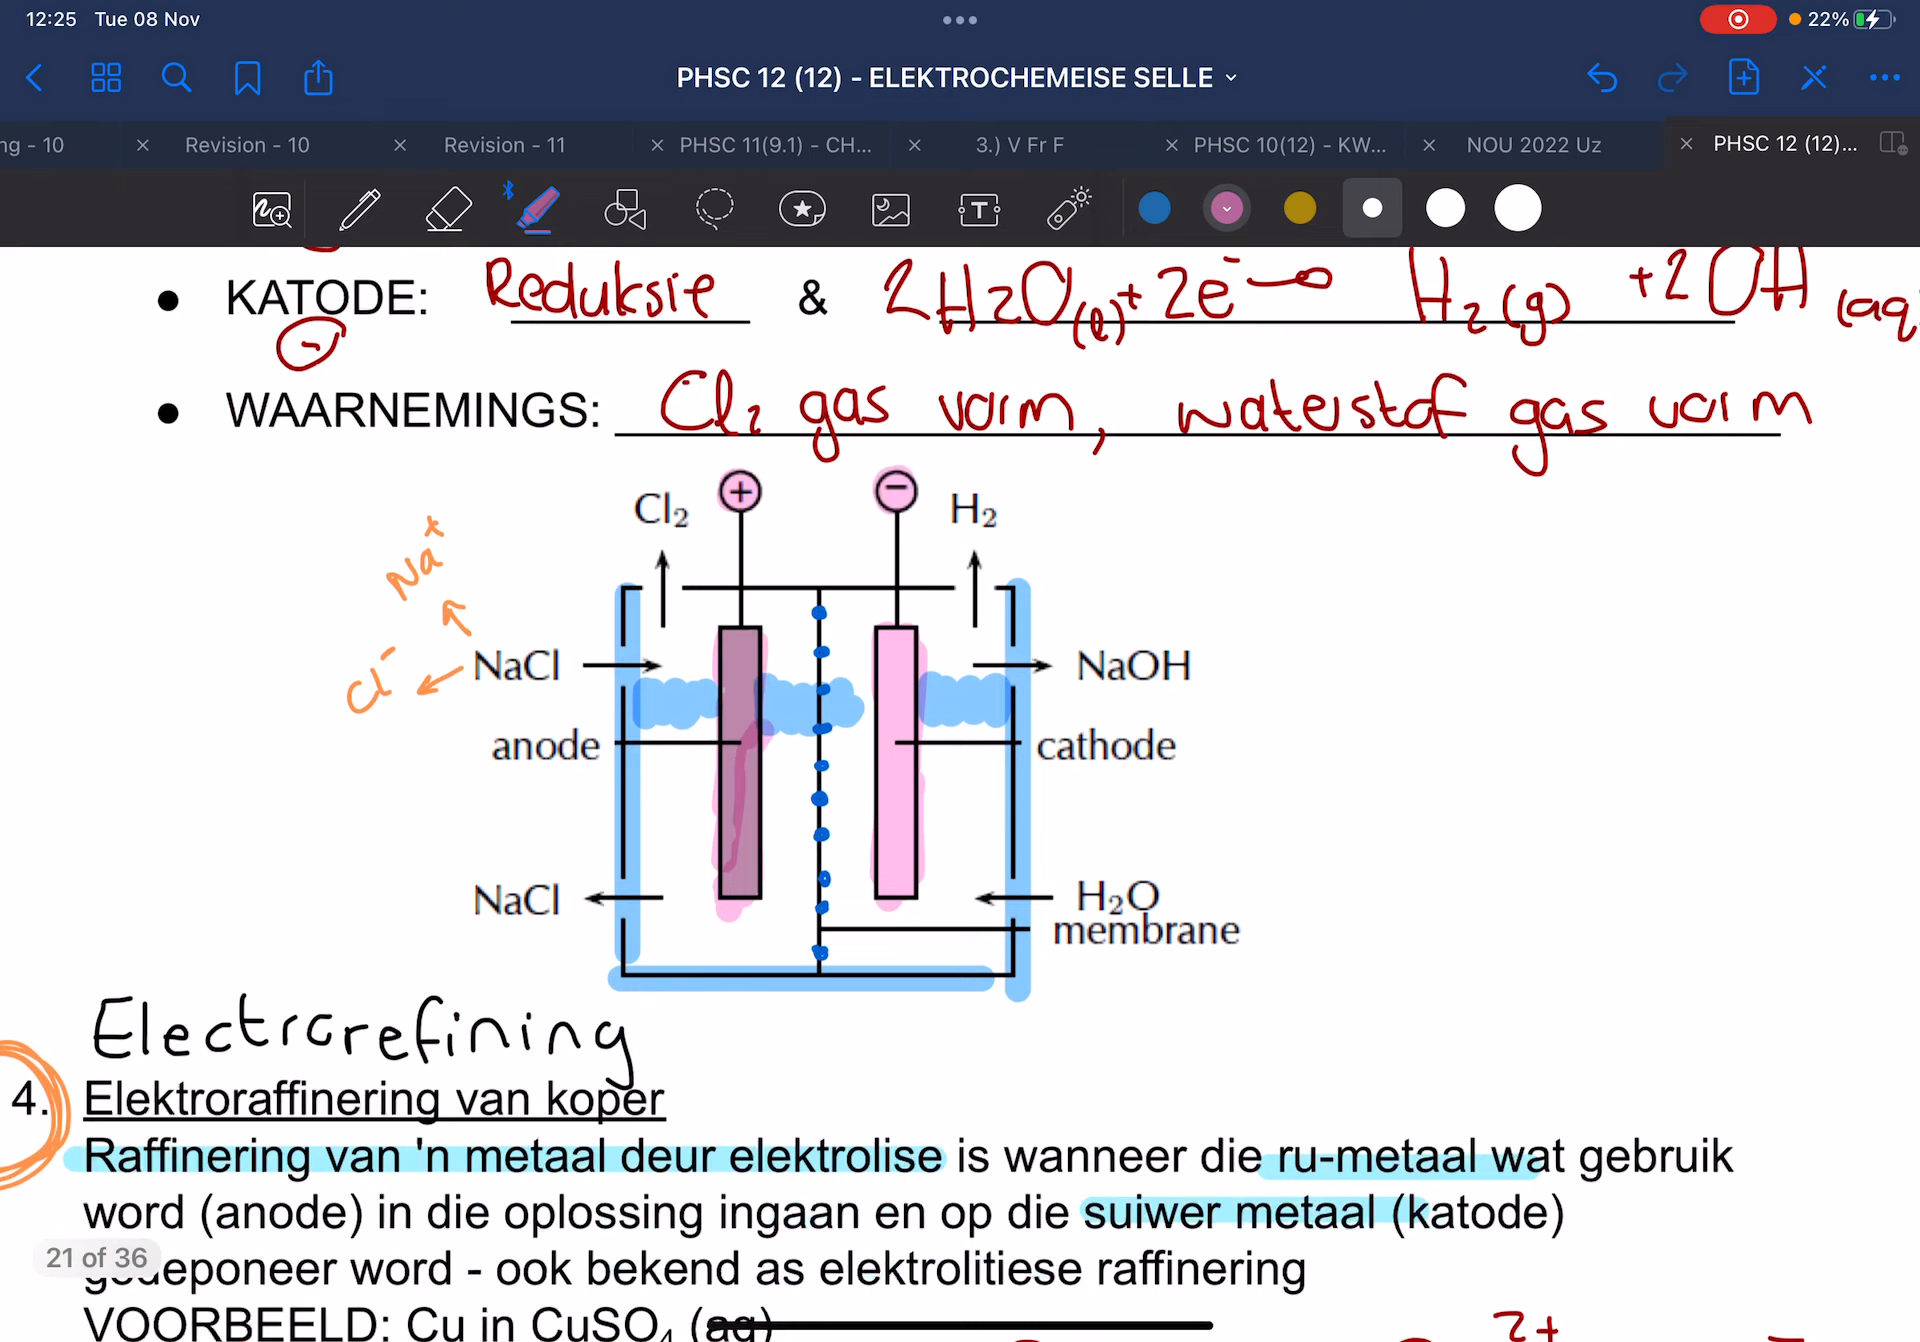 12:25 Tue 08 Nov
22%
PHSC 12 (12) - ELEKTROCHEMEISE SELLE
ng - 10
Revision - 10
Revision - 11
PHSC 11(9.1) - CH...
3.) V Fr F
PHSC 10(12) - KW...
NOU 2022 Uz
PHSC 12 (12)...
KATODE: Reduksie & 2H2O(l) + 2e⁻ → H₂(g) + 2OH (aq
-
WAARNEMINGS: Cl₂ gas vorm, waterstof gas vorm
Cl₂ + − H₂
Na⁺
NaCl NaOH
Cl⁻
anode cathode
NaCl H₂O
membrane
Electrorefining
4. Elektroraffinering van koper
Raffinering van 'n metaal deur elektrolise is wanneer die ru-metaal wat gebruik
word (anode) in die oplossing ingaan en op die suiwer metaal (katode)
21 of 36
gedeponeer word - ook bekend as elektrolitiese raffinering
VOORBEELD: Cu in CuSO₄ (aq)
2+